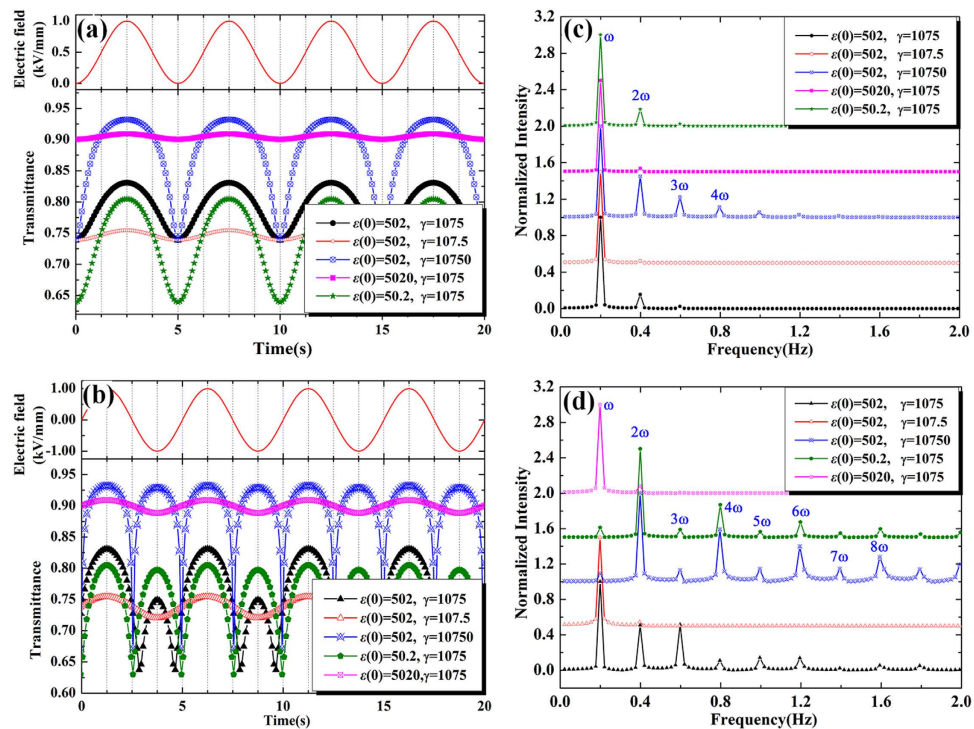 (a)
Electric field
(kV/mm)
1.0
0.5
0.0
Transmittance
0.95
0.90
0.85
0.80
0.75
0.70
0.65
ε(0)=502, γ=1075
ε(0)=502, γ=107.5
ε(0)=502, γ=10750
ε(0)=5020, γ=1075
ε(0)=50.2, γ=1075
0 5 10 15 20
Time(s)
(c)
Normalized Intensity
3.2
2.8
2.4
2.0
1.6
1.2
0.8
0.4
0.0
ω
2ω
3ω
4ω
ε(0)=502, γ=1075
ε(0)=502, γ=107.5
ε(0)=502, γ=10750
ε(0)=5020, γ=1075
ε(0)=50.2, γ=1075
0.0 0.4 0.8 1.2 1.6 2.0
Frequency(Hz)
(b)
Electric field
(kV/mm)
1.00
0.00
-1.00
Transmittance
0.95
0.90
0.85
0.80
0.75
0.70
0.65
0.60
ε(0)=502, γ=1075
ε(0)=502, γ=107.5
ε(0)=502, γ=10750
ε(0)=50.2, γ=1075
ε(0)=5020,γ=1075
0 5 10 15 20
Time(s)
(d)
Normalized Intensity
3.2
2.8
2.4
2.0
1.6
1.2
0.8
0.4
0.0
ω
2ω
3ω
4ω
5ω
6ω
7ω
8ω
ε(0)=502, γ=1075
ε(0)=502, γ=107.5
ε(0)=502, γ=10750
ε(0)=50.2, γ=1075
ε(0)=5020, γ=1075
0.0 0.4 0.8 1.2 1.6 2.0
Frequency(Hz)